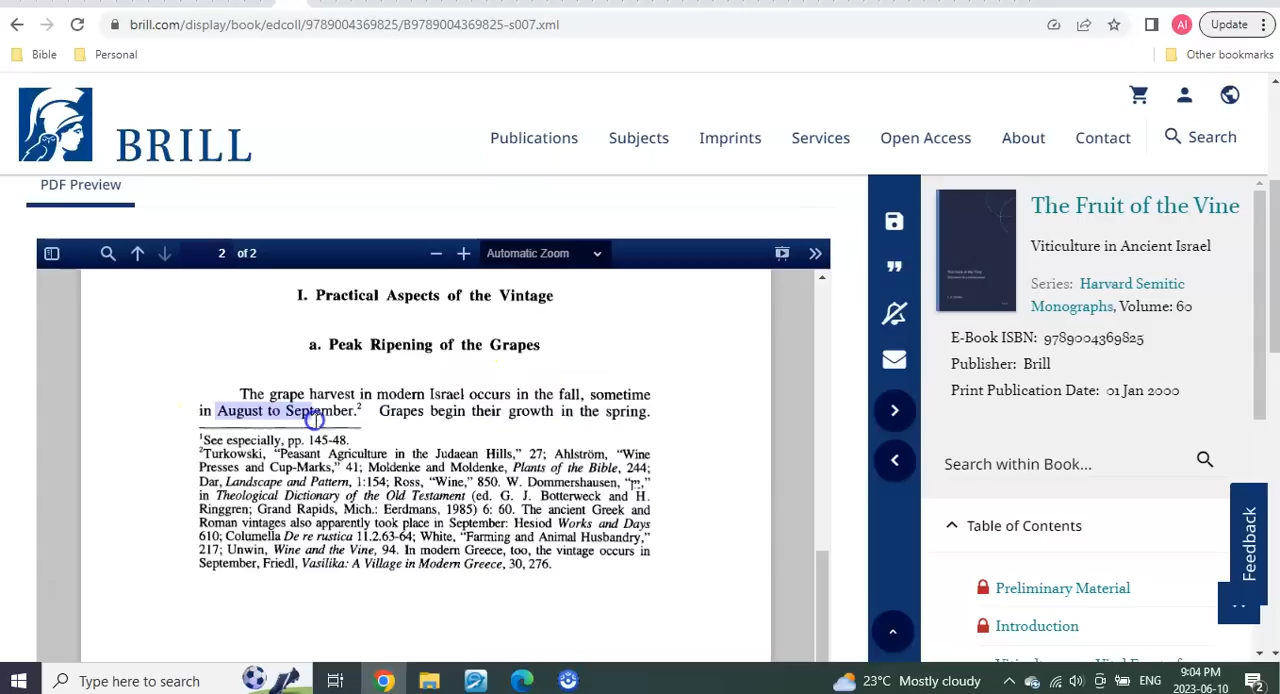 brill.com/display/book/edcoll/9789004369825/B9789004369825-s007.xml
AI
Update
Bible
Personal
Other bookmarks
BRILL
Publications
Subjects
Imprints
Services
Open Access
About
Contact
Search
PDF Preview
2 of 2
Automatic Zoom
I. Practical Aspects of the Vintage
a. Peak Ripening of the Grapes
The grape harvest in modern Israel occurs in the fall, sometime
in August to September.2 Grapes begin their growth in the spring.
1See especially, pp. 145-48.
2Turkowski, "Peasant Agriculture in the Judaean Hills," 27; Ahlström, "Wine
Presses and Cup-Marks," 41; Moldenke and Moldenke, Plants of the Bible, 244;
Dar, Landscape and Pattern, 1:154; Ross, "Wine," 850. W. Dommershausen, "יין,"
in Theological Dictionary of the Old Testament (ed. G. J. Botterweck and H.
Ringgren; Grand Rapids, Mich.: Eerdmans, 1985) 6: 60. The ancient Greek and
Roman vintages also apparently took place in September: Hesiod Works and Days
610; Columella De re rustica 11.2.63-64; White, "Farming and Animal Husbandry,"
217; Unwin, Wine and the Vine, 94. In modern Greece, too, the vintage occurs in
September, Friedl, Vasilika: A Village in Modern Greece, 30, 276.
The Fruit of the Vine
Viticulture in Ancient Israel
Series: Harvard Semitic
Monographs, Volume: 60
E-Book ISBN: 9789004369825
Publisher: Brill
Print Publication Date: 01 Jan 2000
Search within Book...
Table of Contents
Preliminary Material
Introduction
Feedback
Type here to search
23°C Mostly cloudy
ENG
9:04 PM
2023-06-10
2